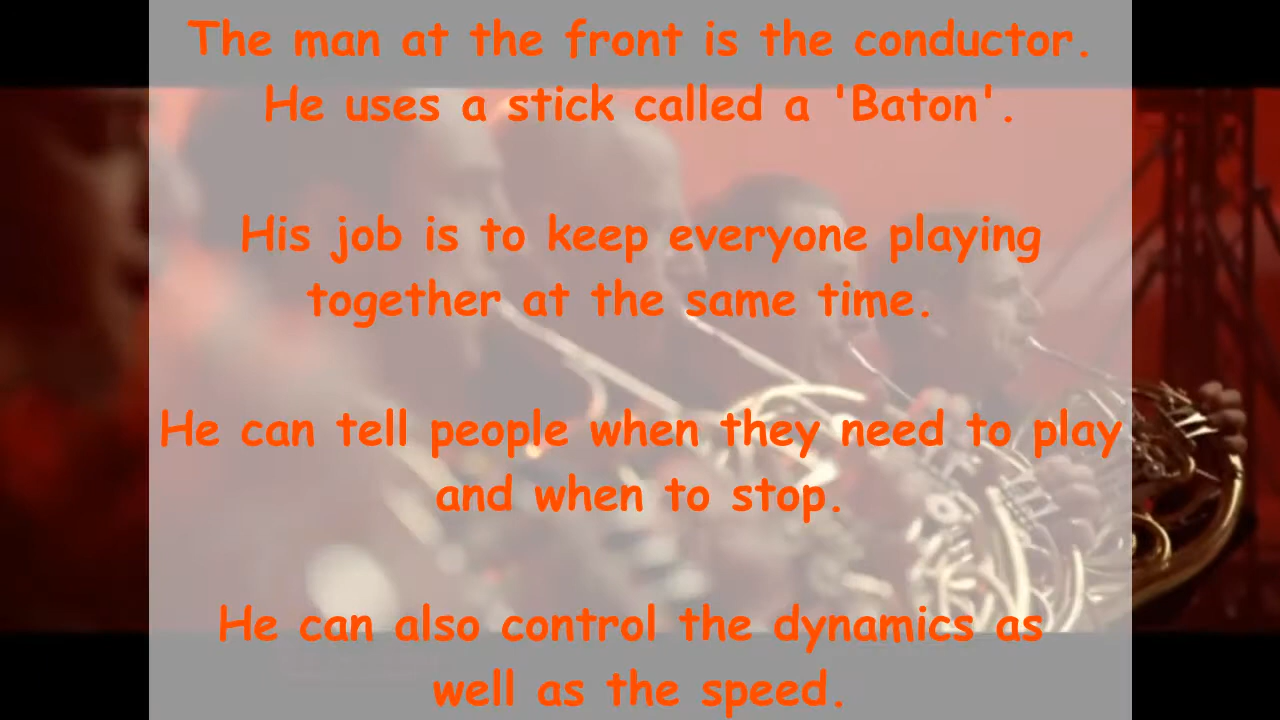 The man at the front is the conductor.
He uses a stick called a 'Baton'.
His job is to keep everyone playing
together at the same time.
He can tell people when they need to play
and when to stop.
He can also control the dynamics as
well as the speed.